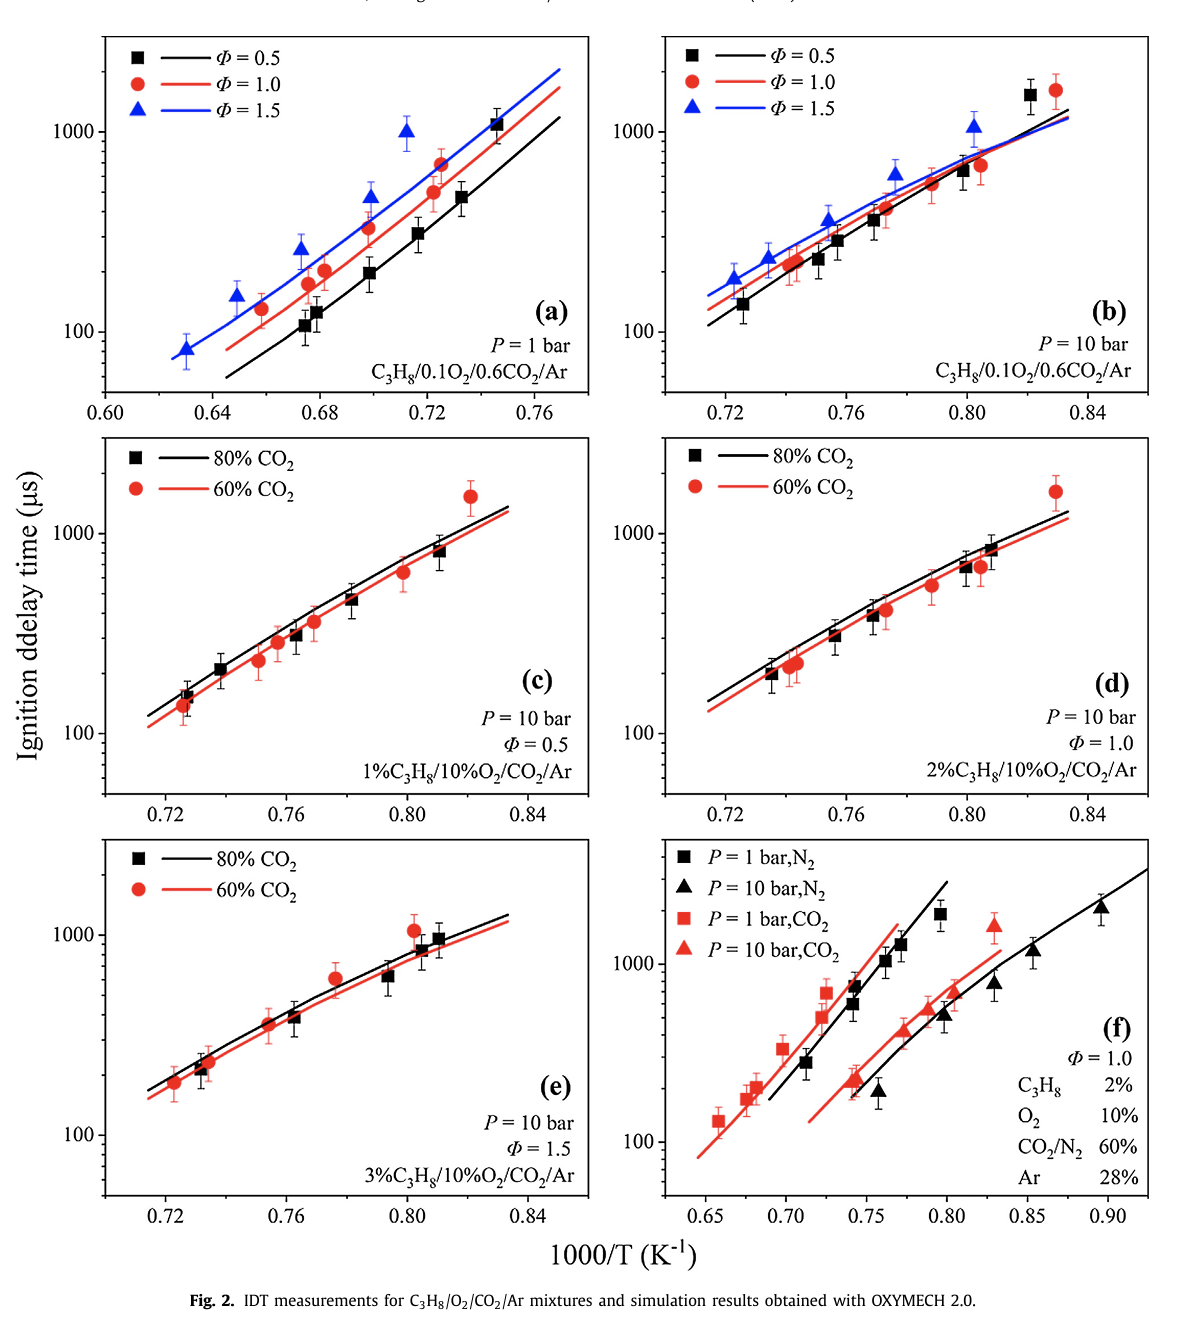 Φ = 0.5
Φ = 1.0
Φ = 1.5
1000
100
(a)
P = 1 bar
C₃H₈/0.1O₂/0.6CO₂/Ar
0.60 0.64 0.68 0.72 0.76
Φ = 0.5
Φ = 1.0
Φ = 1.5
1000
100
(b)
P = 10 bar
C₃H₈/0.1O₂/0.6CO₂/Ar
0.72 0.76 0.80 0.84
Ignition ddelay time (μs)
80% CO₂
60% CO₂
1000
100
(c)
P = 10 bar
Φ = 0.5
1%C₃H₈/10%O₂/CO₂/Ar
0.72 0.76 0.80 0.84
80% CO₂
60% CO₂
1000
100
(d)
P = 10 bar
Φ = 1.0
2%C₃H₈/10%O₂/CO₂/Ar
0.72 0.76 0.80 0.84
80% CO₂
60% CO₂
1000
100
(e)
P = 10 bar
Φ = 1.5
3%C₃H₈/10%O₂/CO₂/Ar
0.72 0.76 0.80 0.84
P = 1 bar,N₂
P = 10 bar,N₂
P = 1 bar,CO₂
P = 10 bar,CO₂
1000
100
(f)
Φ = 1.0
C₃H₈ 2%
O₂ 10%
CO₂/N₂ 60%
Ar 28%
0.65 0.70 0.75 0.80 0.85 0.90
1000/T (K⁻¹)
Fig. 2. IDT measurements for C₃H₈/O₂/CO₂/Ar mixtures and simulation results obtained with OXYMECH 2.0.